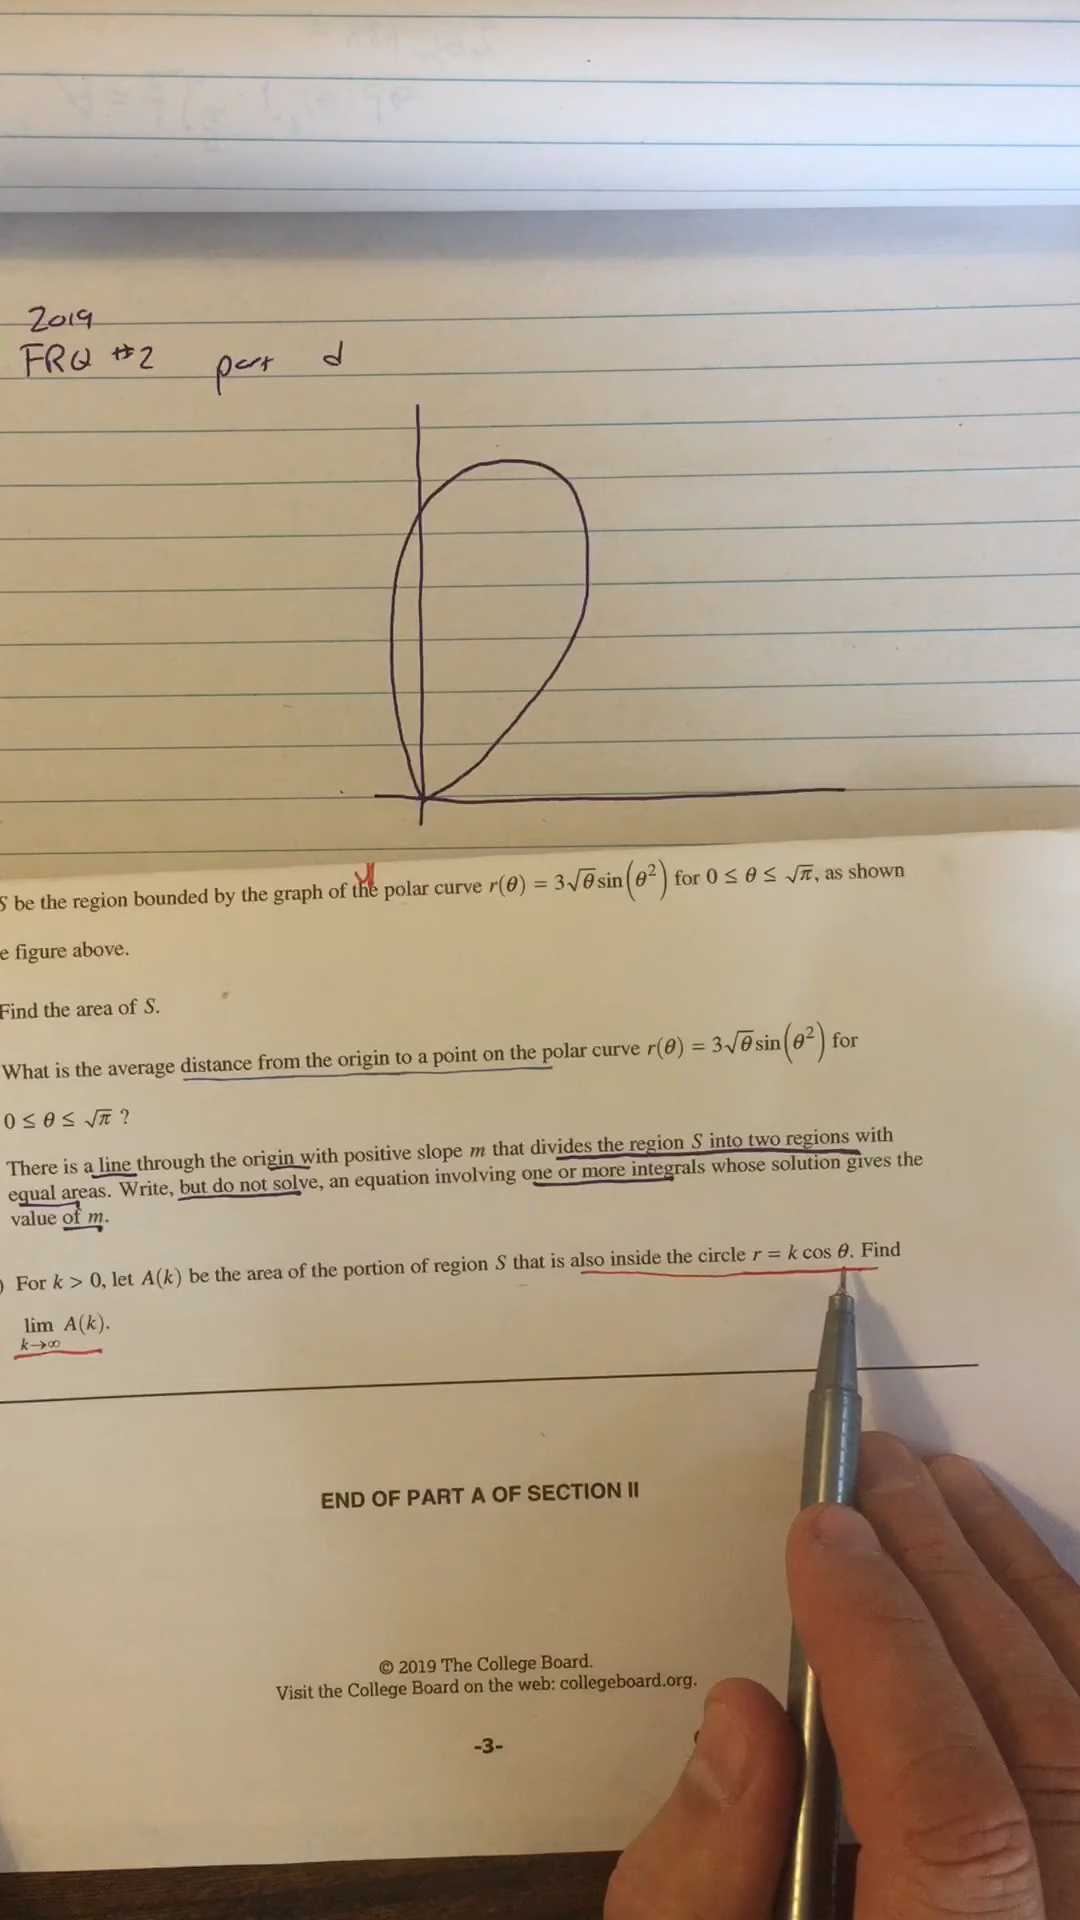 2019
FRQ #2 part d
S be the region bounded by the graph of the polar curve r(θ) = 3√θ sin(θ²) for 0 ≤ θ ≤ √π, as shown
e figure above.
Find the area of S.
What is the average distance from the origin to a point on the polar curve r(θ) = 3√θ sin(θ²) for
0 ≤ θ ≤ √π ?
There is a line through the origin with positive slope m that divides the region S into two regions with
equal areas. Write, but do not solve, an equation involving one or more integrals whose solution gives the
value of m.
) For k > 0, let A(k) be the area of the portion of region S that is also inside the circle r = k cos θ. Find
lim A(k).
k→∞
END OF PART A OF SECTION II
© 2019 The College Board.
Visit the College Board on the web: collegeboard.org.
-3-